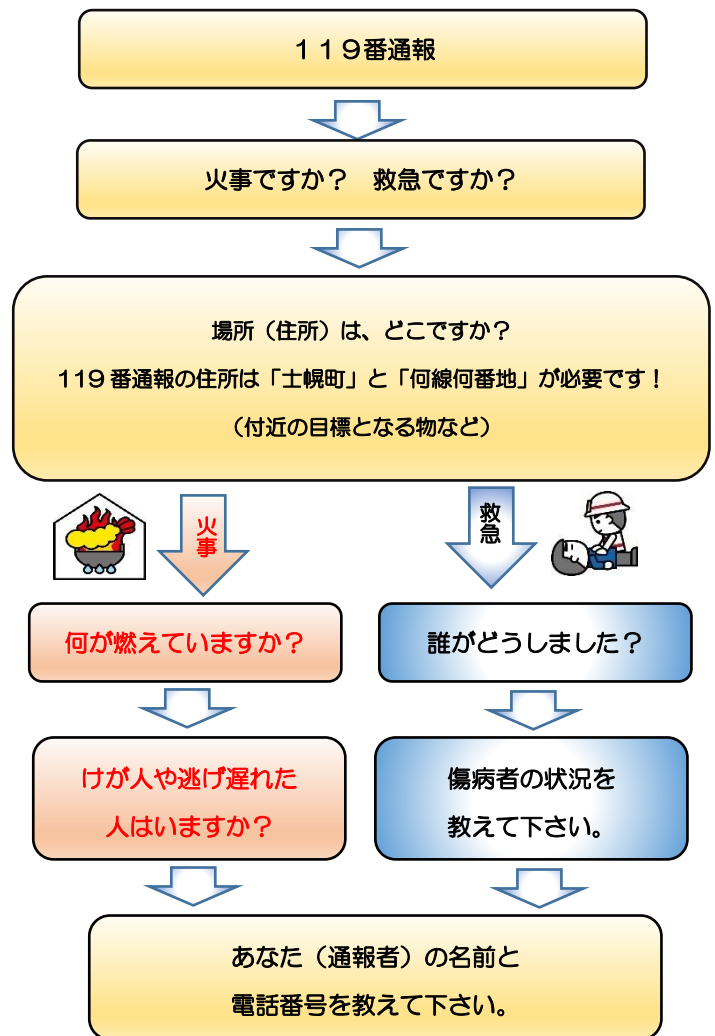 １１９番通報
火事ですか？　救急ですか？
場所（住所）は、どこですか？
119番通報の住所は「士幌町」と「何線何番地」が必要です！
（付近の目標となる物など）
火事
救急
何が燃えていますか？
誰がどうしました？
けが人や逃げ遅れた
人はいますか？
傷病者の状況を
教えて下さい。
あなた（通報者）の名前と
電話番号を教えて下さい。